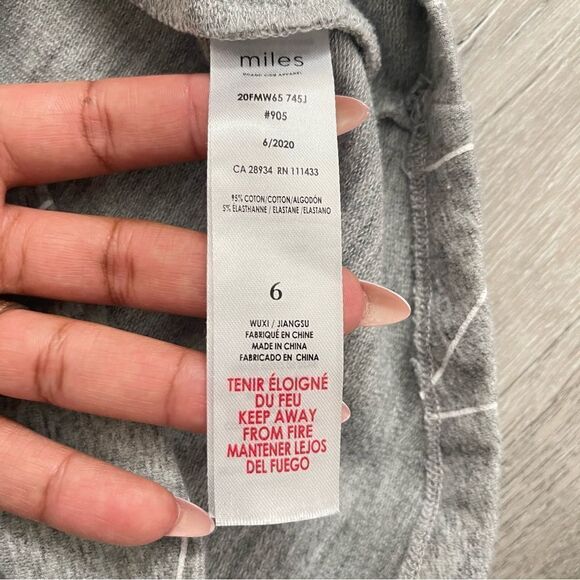 miles
20FMW65 745J
#905
6/2020
CA 28934 RN 111433
95% COTON/COTTON/ALGODÓN
5% ELASTHANNE / ELASTANE / ELASTANO
6
WUXI / JIANGSU
FABRIQUÉ EN CHINE
MADE IN CHINA
FABRICADO EN CHINA
TENIR ÉLOIGNÉ
DU FEU
KEEP AWAY
FROM FIRE
MANTENER LEJOS
DEL FUEGO